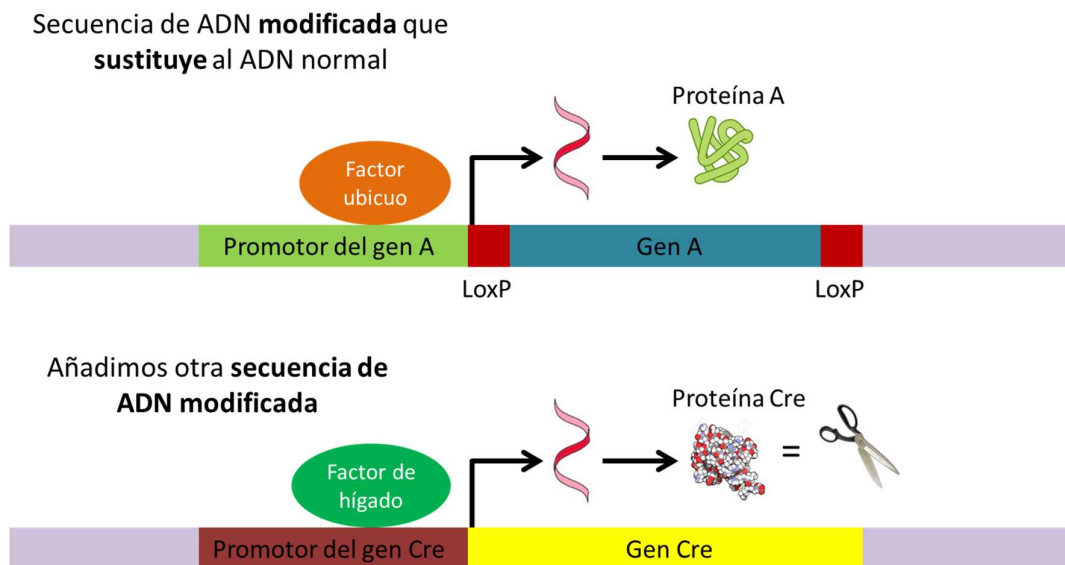 Secuencia de ADN modificada que
sustituye al ADN normal
Proteína A
Factor
ubicuo
Promotor del gen A
Gen A
LoxP
LoxP
Añadimos otra secuencia de
ADN modificada
Proteína Cre
=
Factor de
hígado
Promotor del gen Cre
Gen Cre